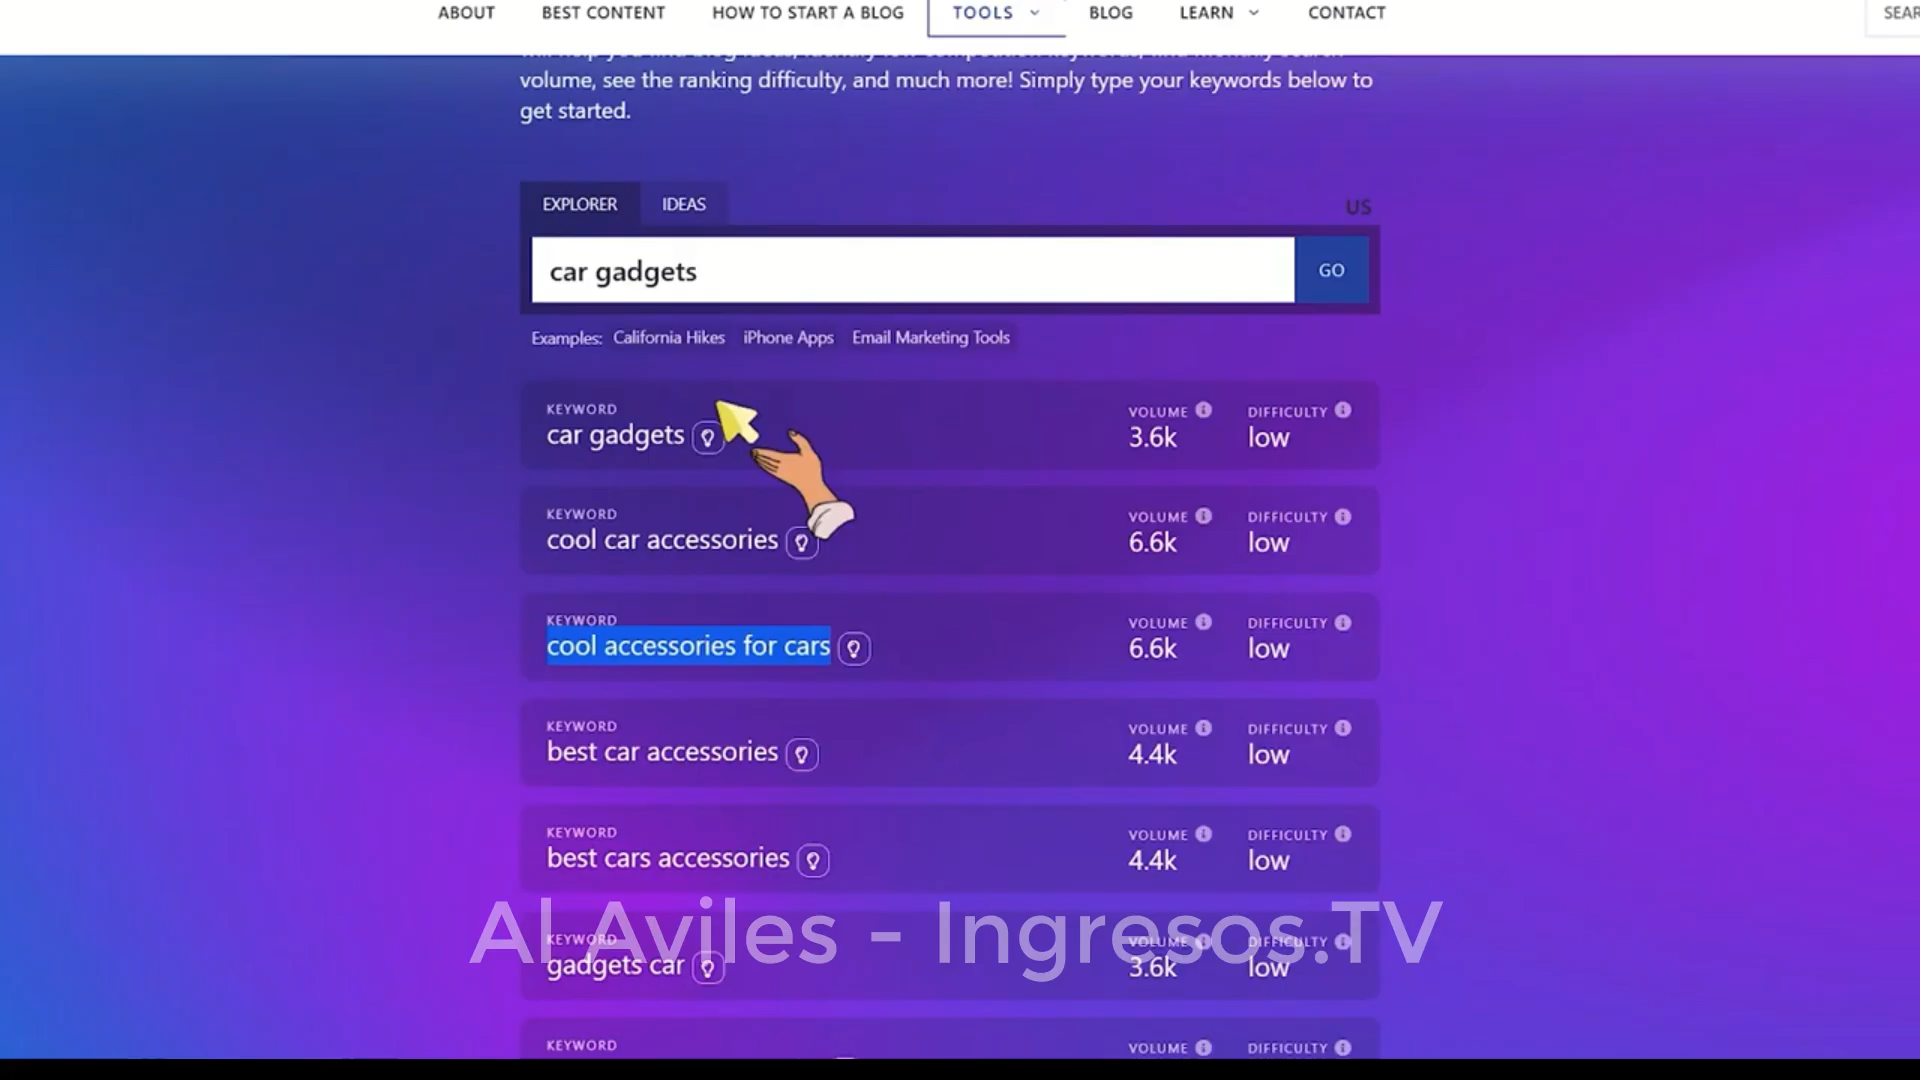 ABOUT BEST CONTENT HOW TO START A BLOG TOOLS BLOG LEARN CONTACT SEAR
volume, see the ranking difficulty, and much more! Simply type your keywords below to
get started.
EXPLORER IDEAS US
car gadgets GO
Examples: California Hikes iPhone Apps Email Marketing Tools
KEYWORD VOLUME DIFFICULTY
car gadgets 3.6k low
KEYWORD VOLUME DIFFICULTY
cool car accessories 6.6k low
KEYWORD VOLUME DIFFICULTY
cool accessories for cars 6.6k low
KEYWORD VOLUME DIFFICULTY
best car accessories 4.4k low
KEYWORD VOLUME DIFFICULTY
best cars accessories 4.4k low
Al Aviles - Ingresos.TV
KEYWORD VOLUME DIFFICULTY
gadgets car 3.6k low
KEYWORD VOLUME DIFFICULTY